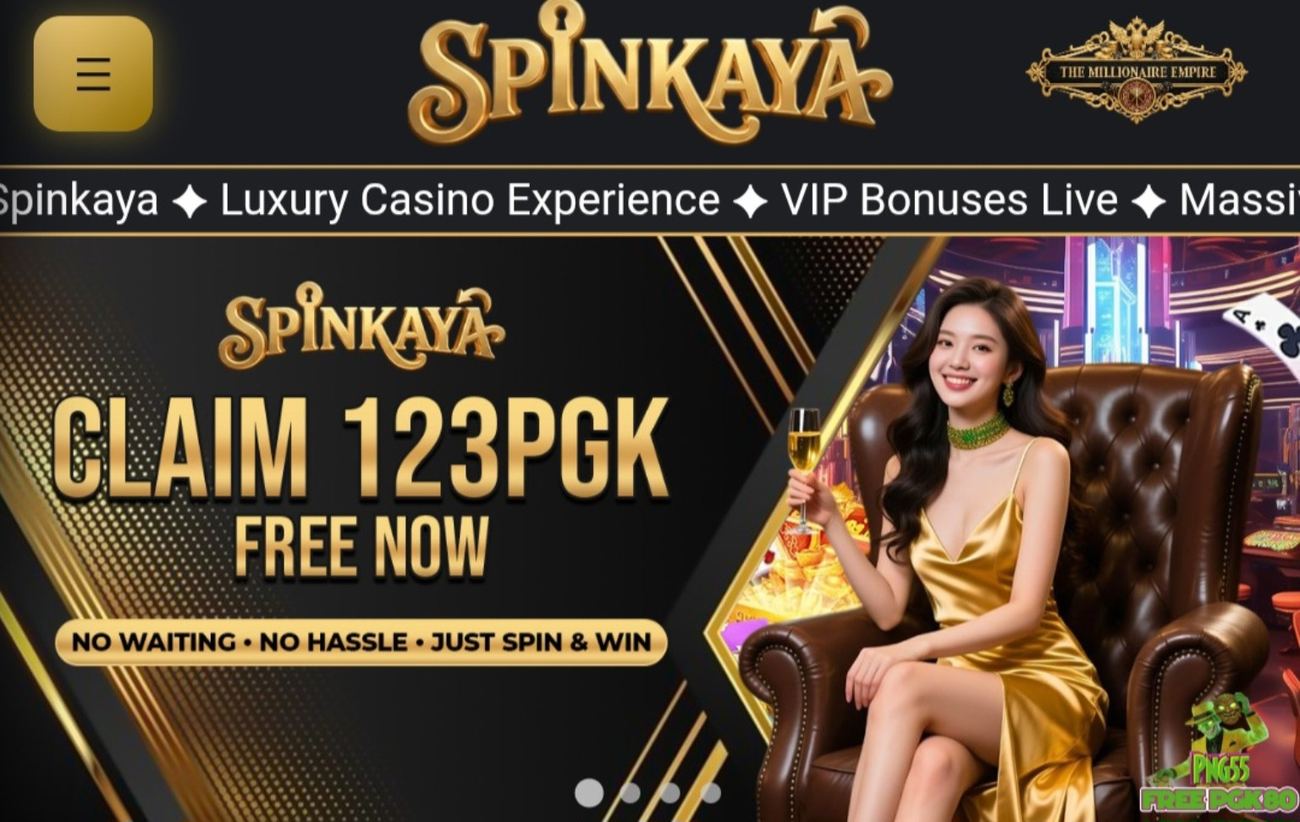 SPINKAYA
THE MILLIONAIRE EMPIRE
Spinkaya ✦ Luxury Casino Experience ✦ VIP Bonuses Live ✦ Massiv
SPINKAYA
CLAIM 123PGK
FREE NOW
NO WAITING • NO HASSLE • JUST SPIN & WIN
A
PNG55
FREE PGK80